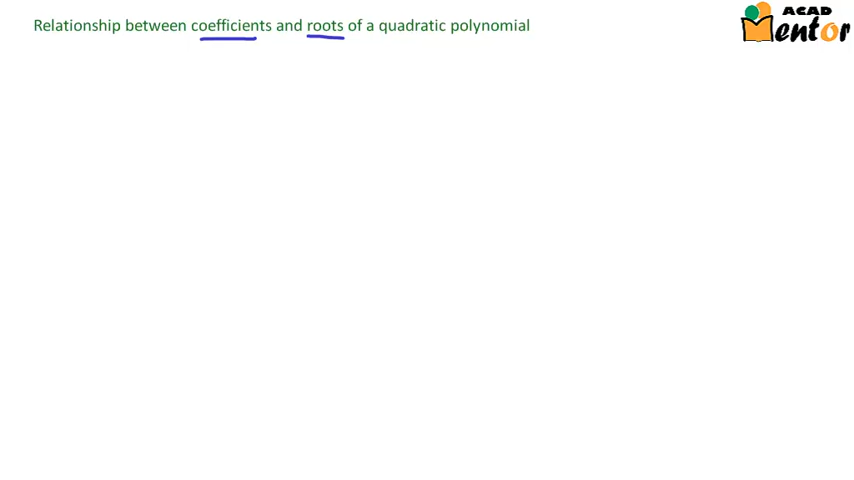 Relationship between coefficients and roots of a quadratic polynomial
ACAD
Mentor